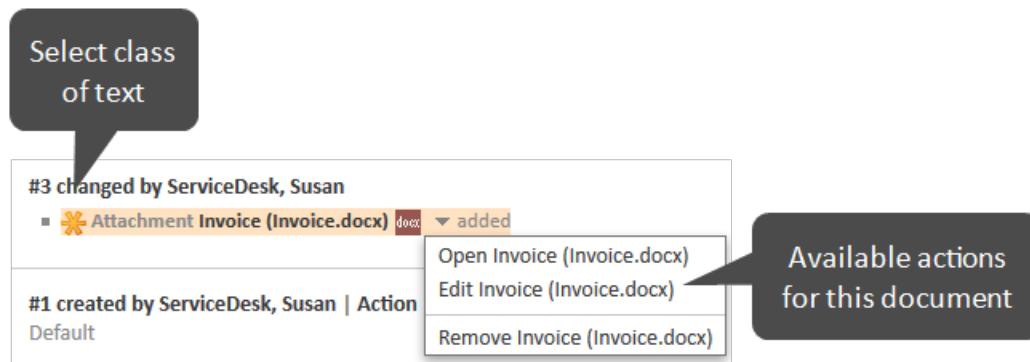 Select class
of text
#3 changed by ServiceDesk, Susan
Attachment Invoice (Invoice.docx) docx added
Open Invoice (Invoice.docx)
Edit Invoice (Invoice.docx)
Remove Invoice (Invoice.docx)
Available actions
for this document
#1 created by ServiceDesk, Susan | Action
Default